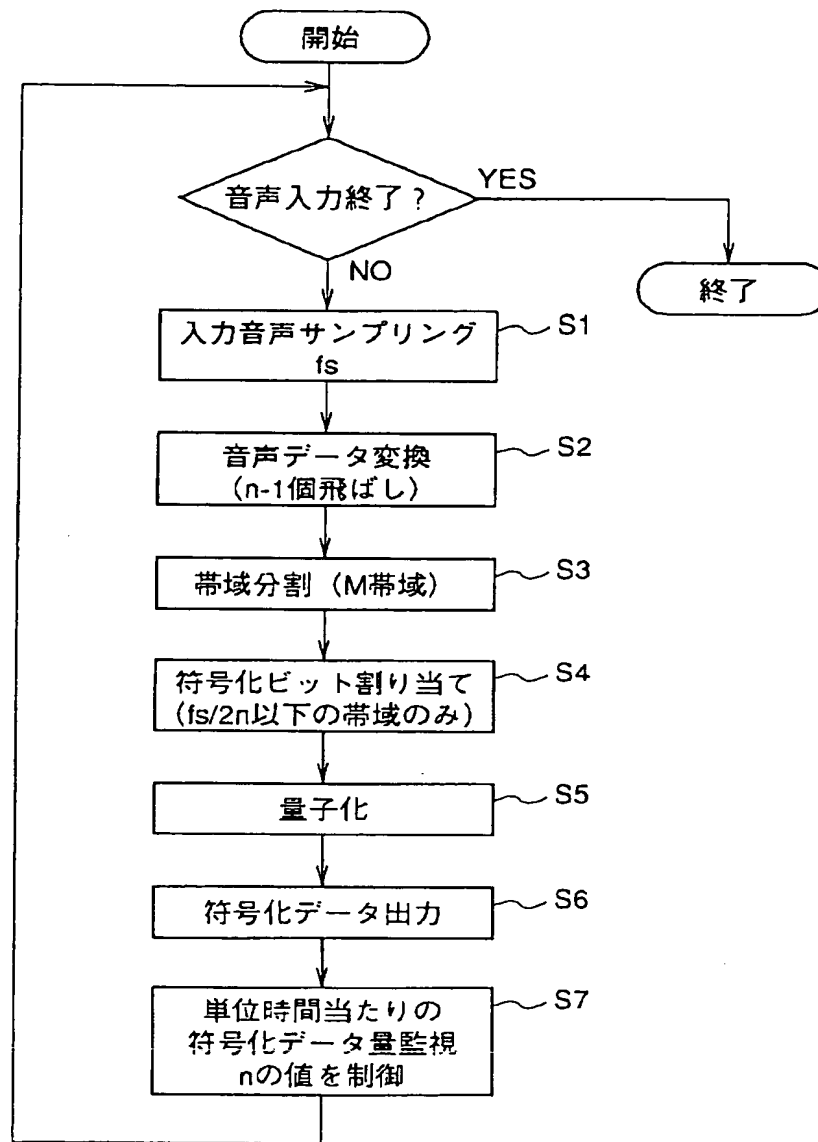 開始
音声入力終了?
YES
NO
終了
入力音声サンプリング
fs
S1
音声データ変換
(n-1個飛ばし)
S2
帯域分割 (M帯域)
S3
符号化ビット割り当て
(fs/2n以下の帯域のみ)
S4
量子化
S5
符号化データ出力
S6
単位時間当たりの
符号化データ量監視
nの値を制御
S7